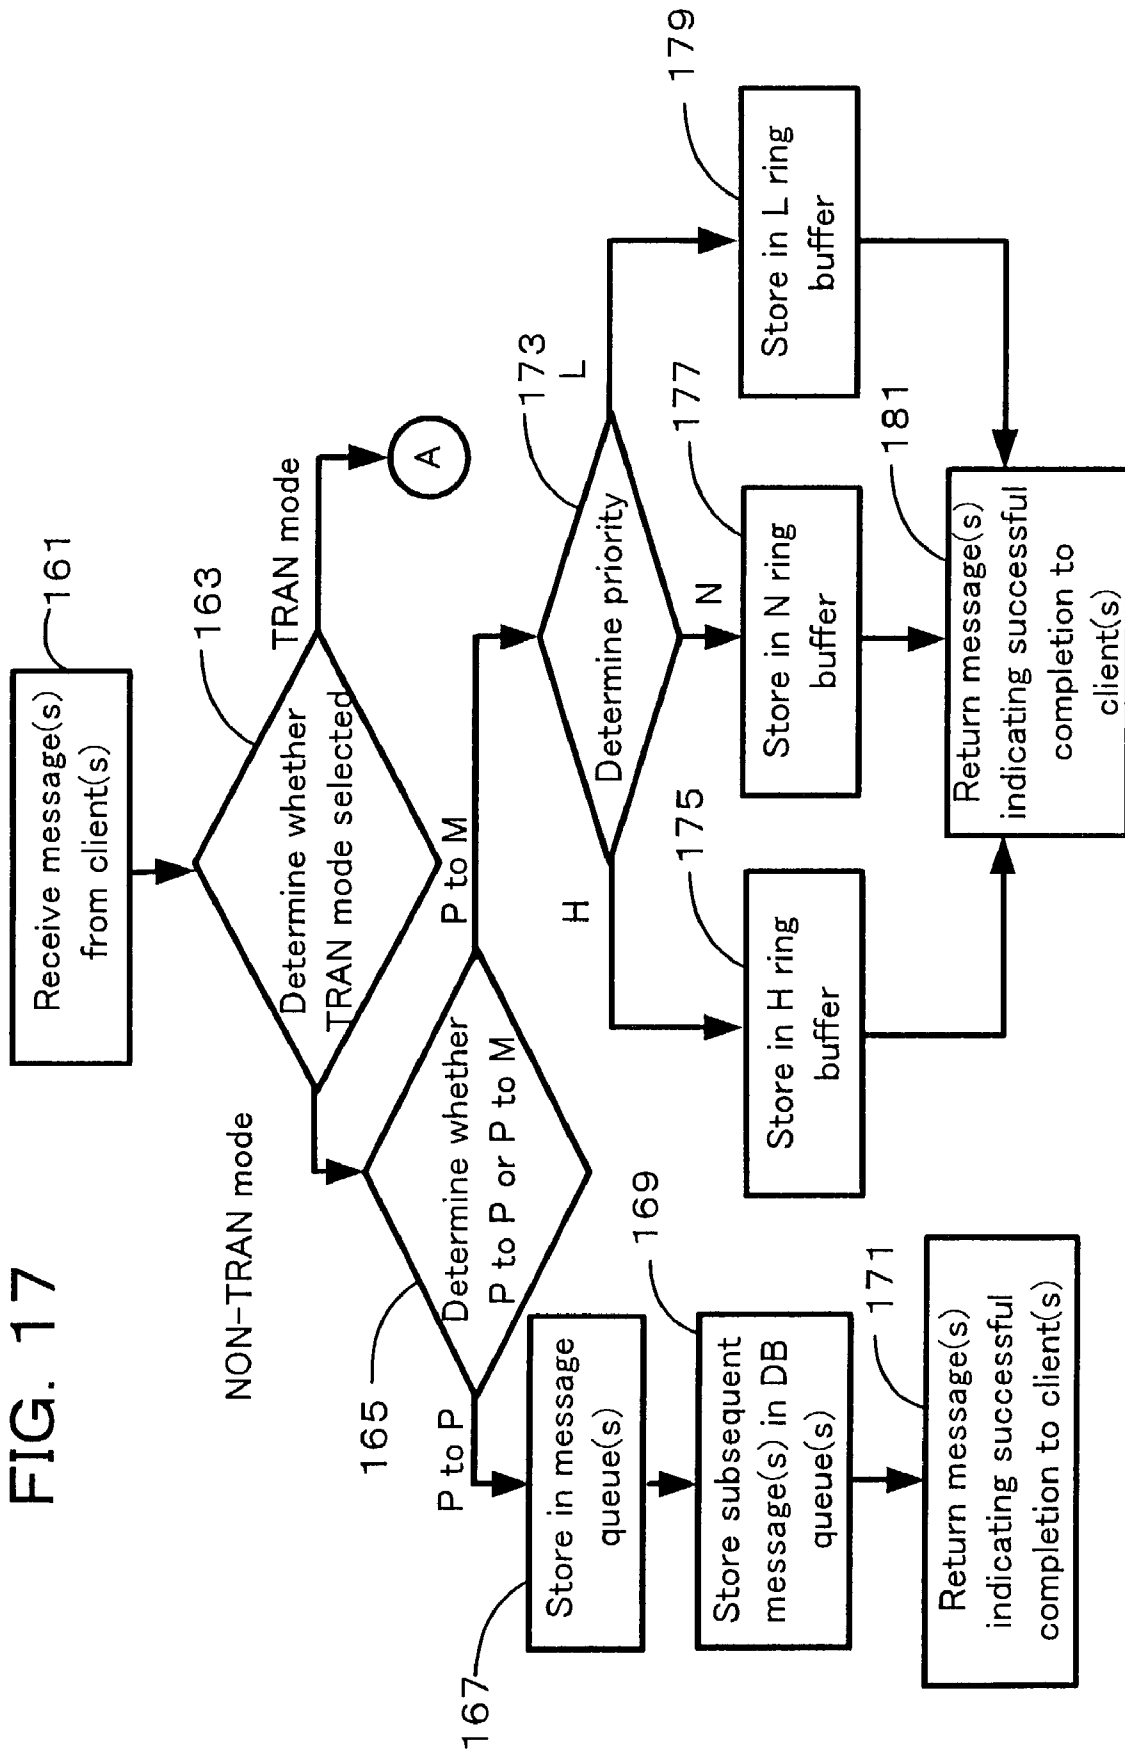 FIG. 17
Receive message(s)
from client(s)
161
Determine whether
TRAN mode selected
163
NON-TRAN mode
TRAN mode
A
Determine whether
P to P or P to M
165
P to P
P to M
Store in message
queue(s)
167
Store subsequent
message(s) in DB
queue(s)
169
Return message(s)
indicating successful
completion to client(s)
171
Determine priority
173
H
N
L
Store in H ring
buffer
175
Store in N ring
buffer
177
Store in L ring
buffer
179
Return message(s)
indicating successful
completion to
client(s)
181